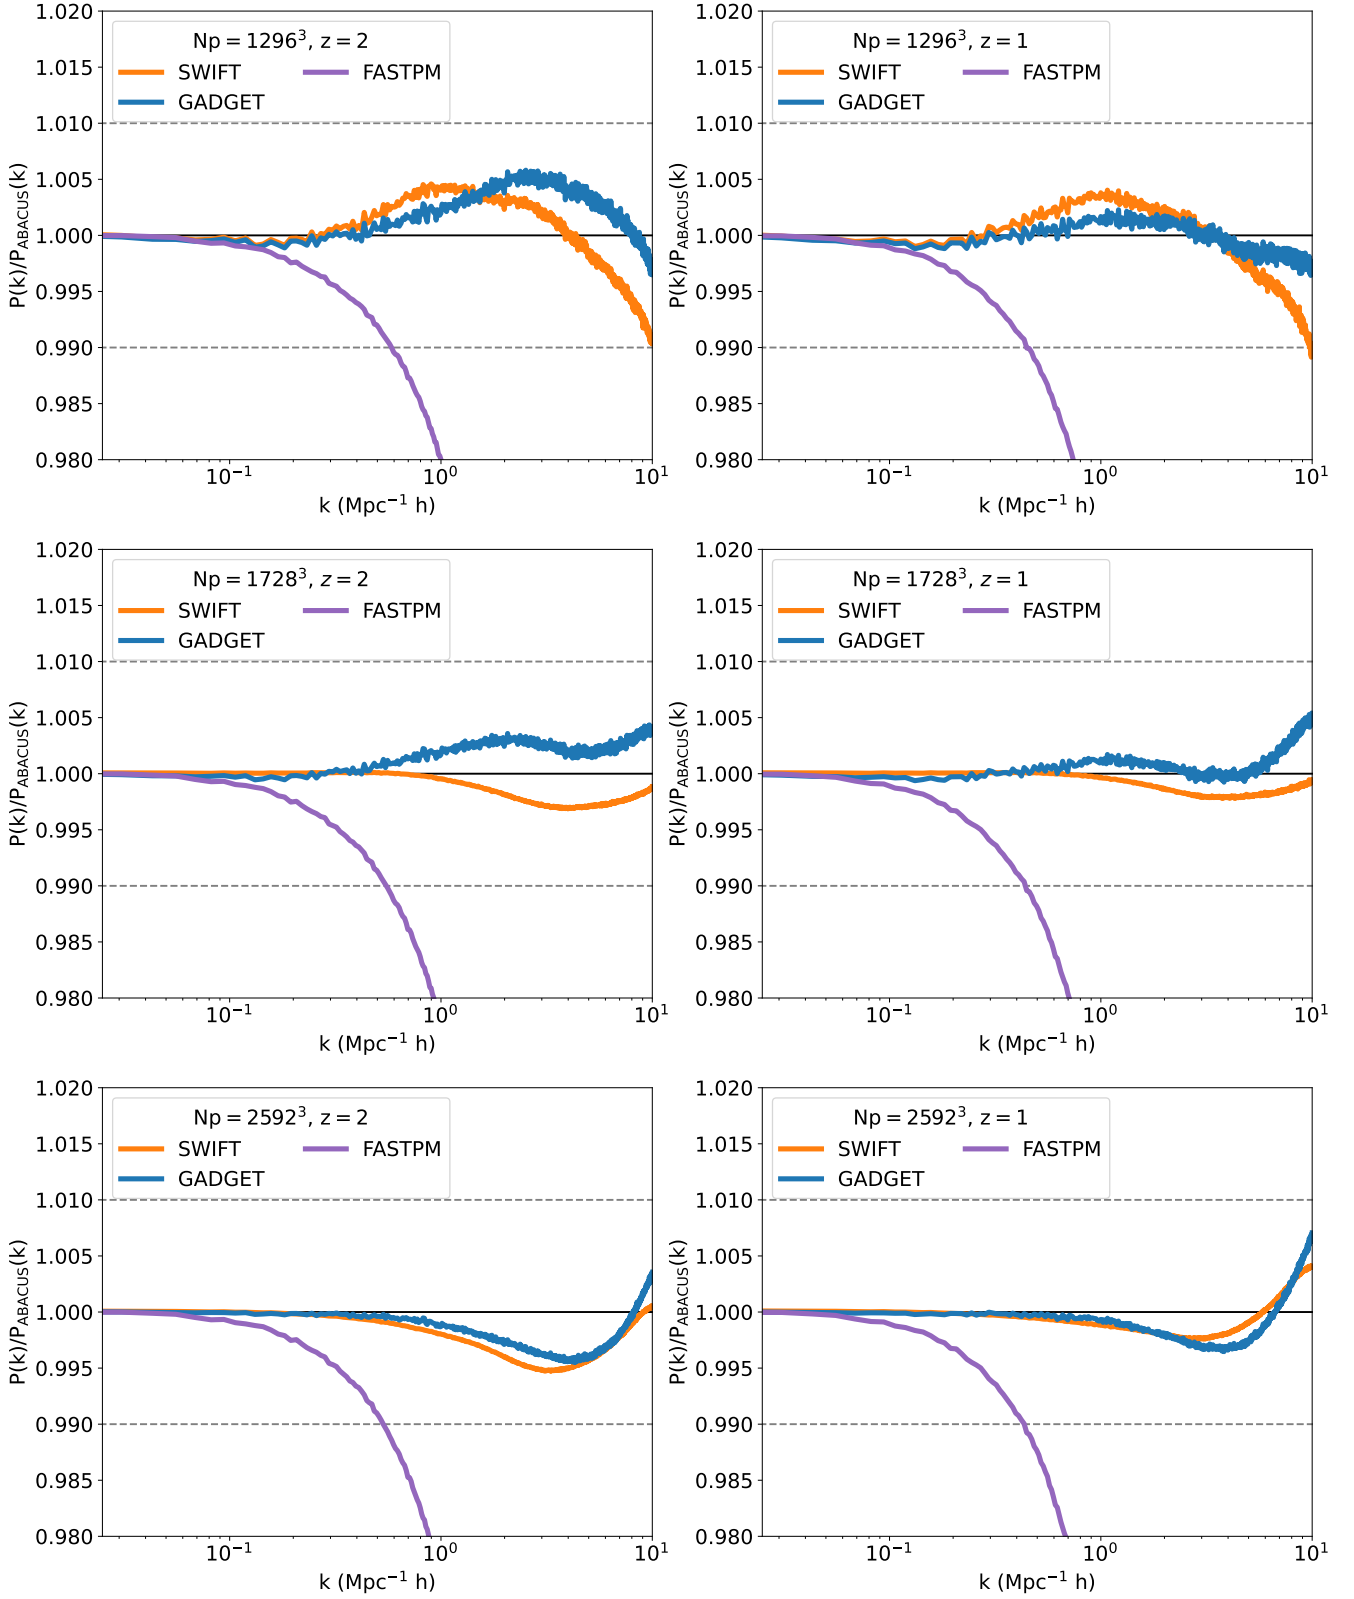 Np = 1296³, z = 2
SWIFT
FASTPM
GADGET
P(k)/P_ABACUS(k)
1.020
1.015
1.010
1.005
1.000
0.995
0.990
0.985
0.980
10⁻¹
10⁰
10¹
k (Mpc⁻¹ h)
Np = 1296³, z = 1
SWIFT
FASTPM
GADGET
P(k)/P_ABACUS(k)
1.020
1.015
1.010
1.005
1.000
0.995
0.990
0.985
0.980
10⁻¹
10⁰
10¹
k (Mpc⁻¹ h)
Np = 1728³, z = 2
SWIFT
FASTPM
GADGET
P(k)/P_ABACUS(k)
1.020
1.015
1.010
1.005
1.000
0.995
0.990
0.985
0.980
10⁻¹
10⁰
10¹
k (Mpc⁻¹ h)
Np = 1728³, z = 1
SWIFT
FASTPM
GADGET
P(k)/P_ABACUS(k)
1.020
1.015
1.010
1.005
1.000
0.995
0.990
0.985
0.980
10⁻¹
10⁰
10¹
k (Mpc⁻¹ h)
Np = 2592³, z = 2
SWIFT
FASTPM
GADGET
P(k)/P_ABACUS(k)
1.020
1.015
1.010
1.005
1.000
0.995
0.990
0.985
0.980
10⁻¹
10⁰
10¹
k (Mpc⁻¹ h)
Np = 2592³, z = 1
SWIFT
FASTPM
GADGET
P(k)/P_ABACUS(k)
1.020
1.015
1.010
1.005
1.000
0.995
0.990
0.985
0.980
10⁻¹
10⁰
10¹
k (Mpc⁻¹ h)